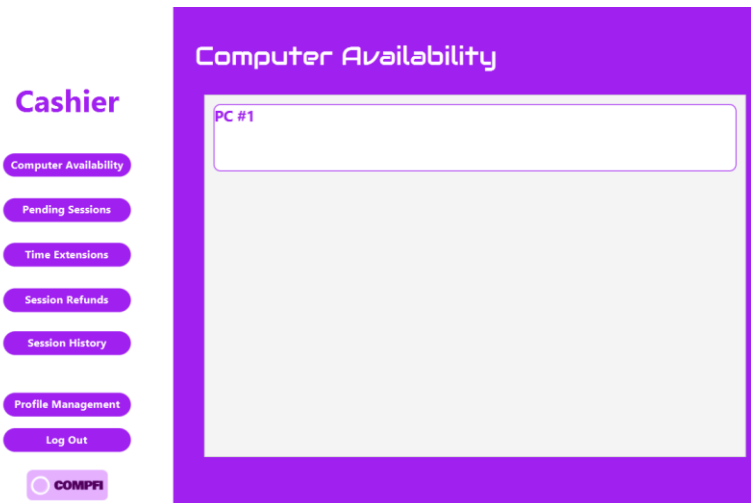 Cashier
Computer Availability
Pending Sessions
Time Extensions
Session Refunds
Session History
Profile Management
Log Out
COMPFI
Computer Availability
PC #1